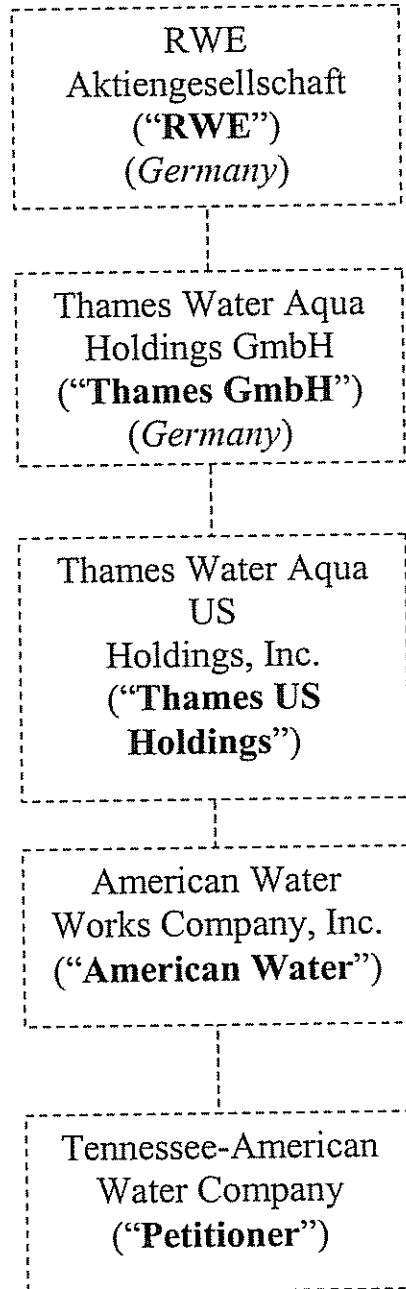 RWE
Aktiengesellschaft
(“RWE”)
(Germany)
Thames Water Aqua
Holdings GmbH
(“Thames GmbH”)
(Germany)
Thames Water Aqua
US
Holdings, Inc.
(“Thames US
Holdings”)
American Water
Works Company, Inc.
(“American Water”)
Tennessee-American
Water Company
(“Petitioner”)